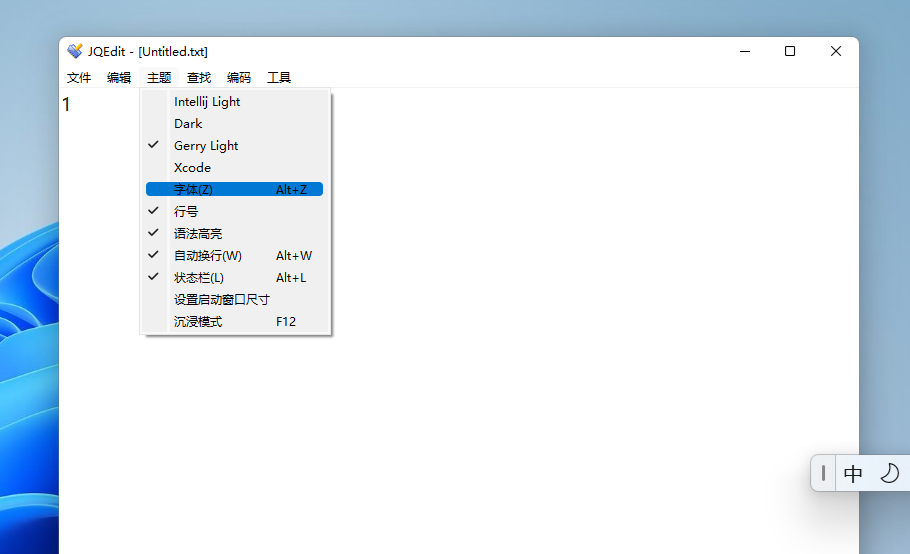 JQEdit - [Untitled.txt]
文件 编辑 主题 查找 编码 工具
1
Intellij Light
Dark
Gerry Light
Xcode
字体(Z) Alt+Z
行号
语法高亮
自动换行(W) Alt+W
状态栏(L) Alt+L
设置启动窗口尺寸
沉浸模式 F12
中